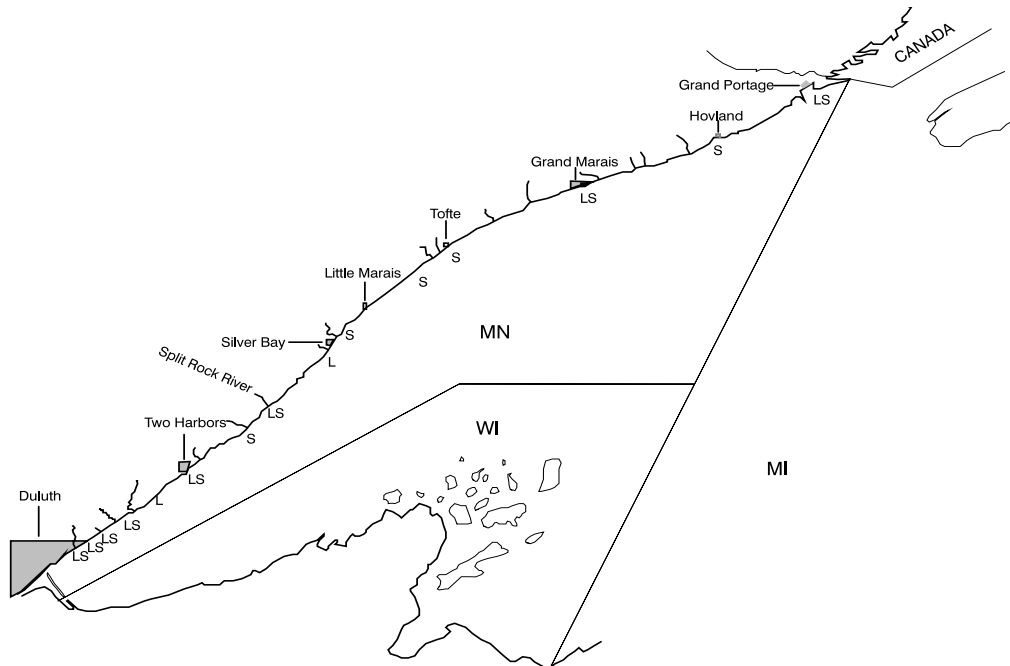 CANADA
Grand Portage
LS
Hovland
S
Grand Marais
LS
Tofte
S
S
Little Marais
S
MN
Silver Bay
L
Split Rock River
LS
Two Harbors
S
WI
MI
LS
Duluth
L
LS
LS
LS